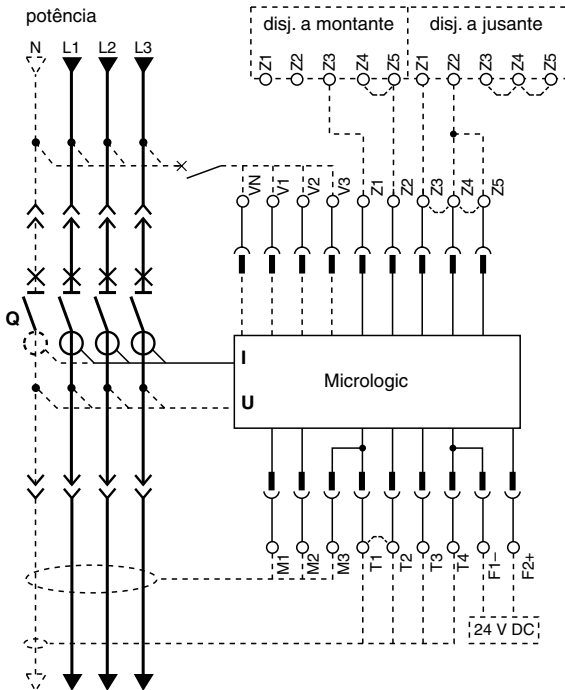 potência
disj. a montante
disj. a jusante
N L1 L2 L3
Z1 Z2 Z3 Z4 Z5 Z1 Z2 Z3 Z4 Z5
VN V1 V2 V3 Z1 Z2 Z3 Z4 Z5
Q
I
Micrologic
U
M1 M2 M3 T1 T2 T3 T4 F1– F2+
24 V DC